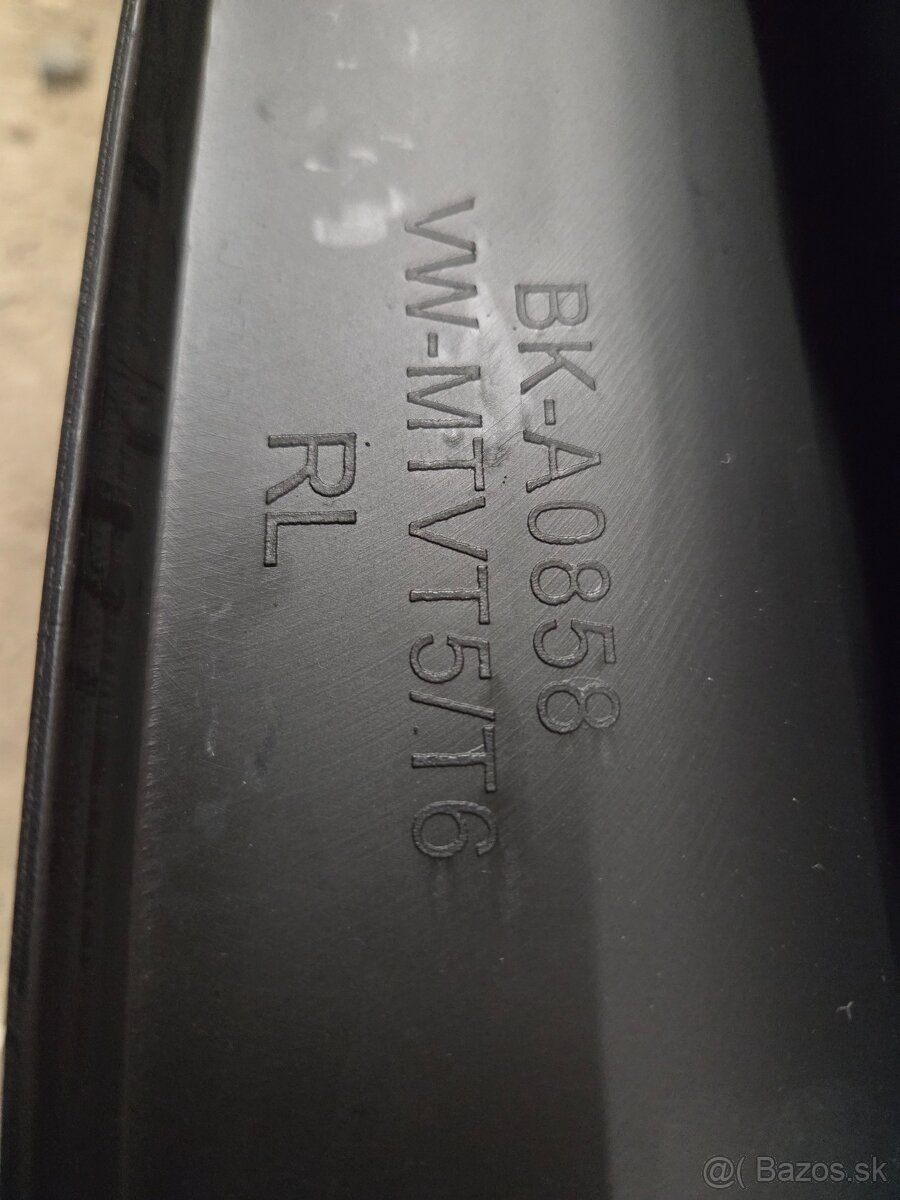 BK-A0858
VW-MTVT5/T6
RL
@( Bazos.sk